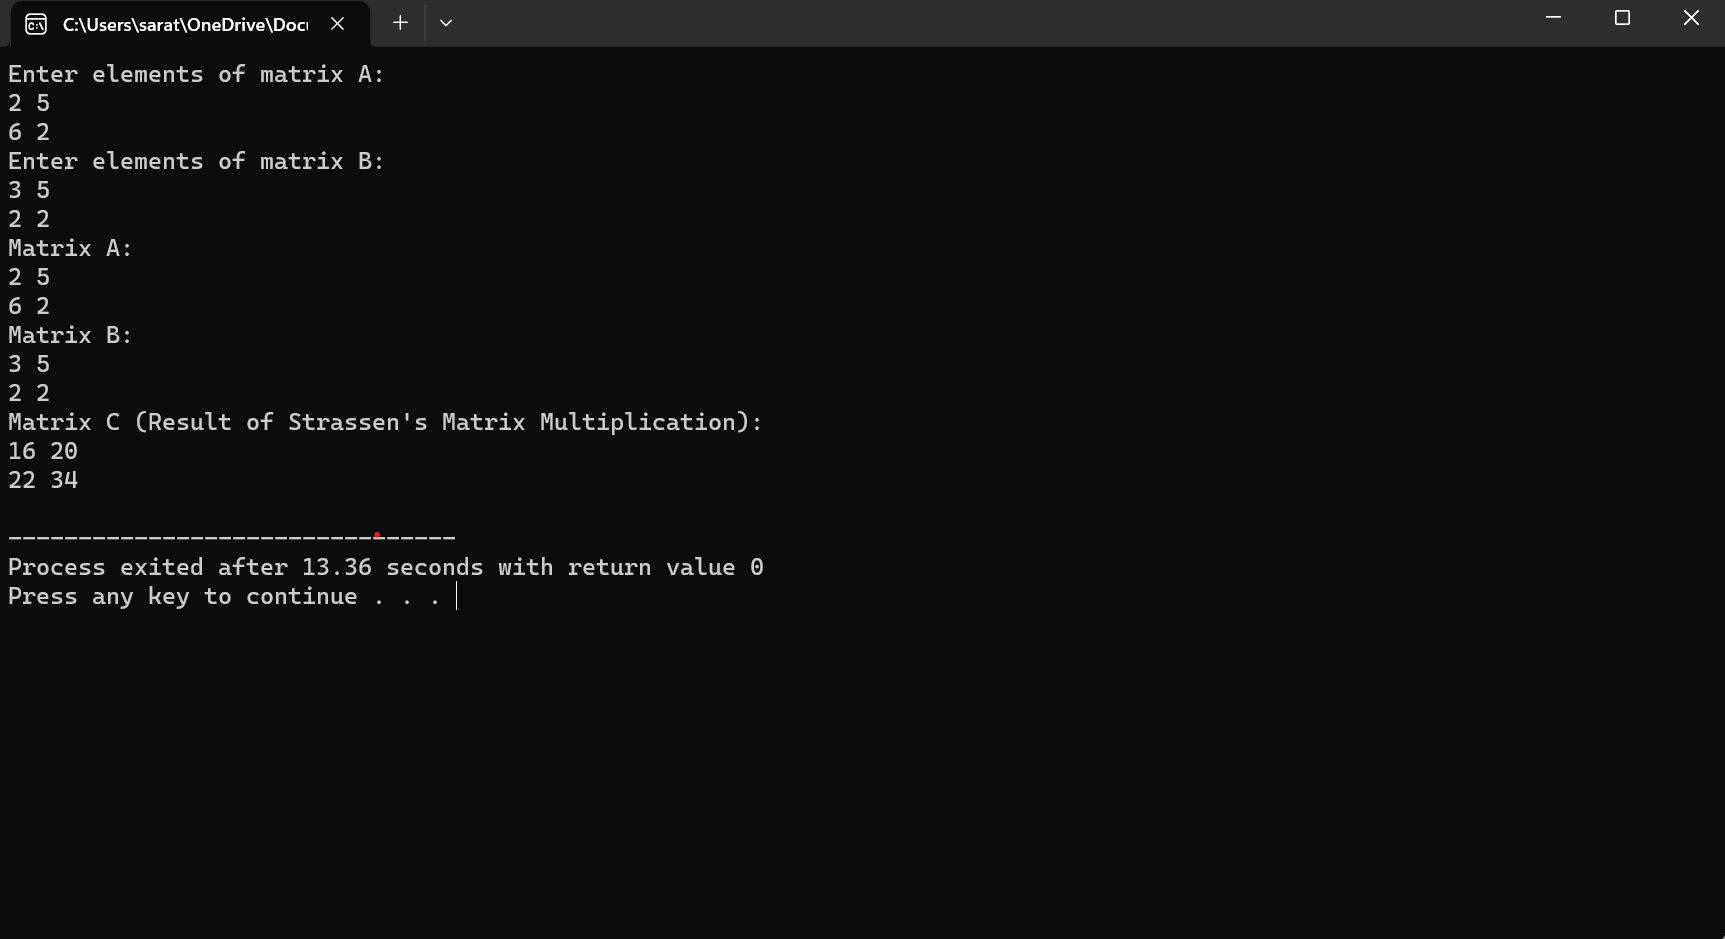 C:\Users\sarat\OneDrive\Doc
Enter elements of matrix A:
2 5
6 2
Enter elements of matrix B:
3 5
2 2
Matrix A:
2 5
6 2
Matrix B:
3 5
2 2
Matrix C (Result of Strassen's Matrix Multiplication):
16 20
22 34
--------------------------------
Process exited after 13.36 seconds with return value 0
Press any key to continue . . .